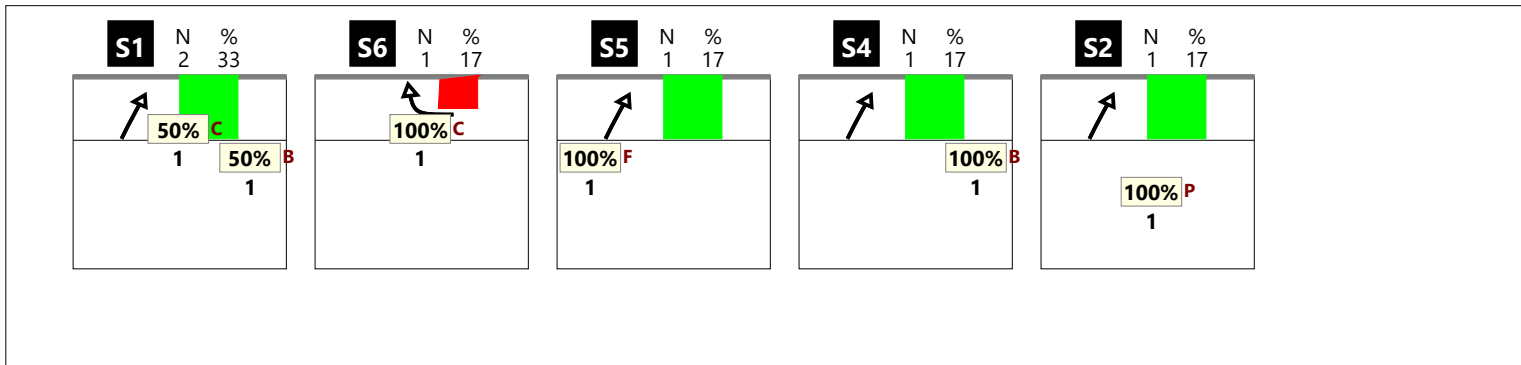 S1 N % 2 33
50% C
1
50% B
1
S6 N % 1 17
100% C
1
S5 N % 1 17
100% F
1
S4 N % 1 17
100% B
1
S2 N % 1 17
100% P
1